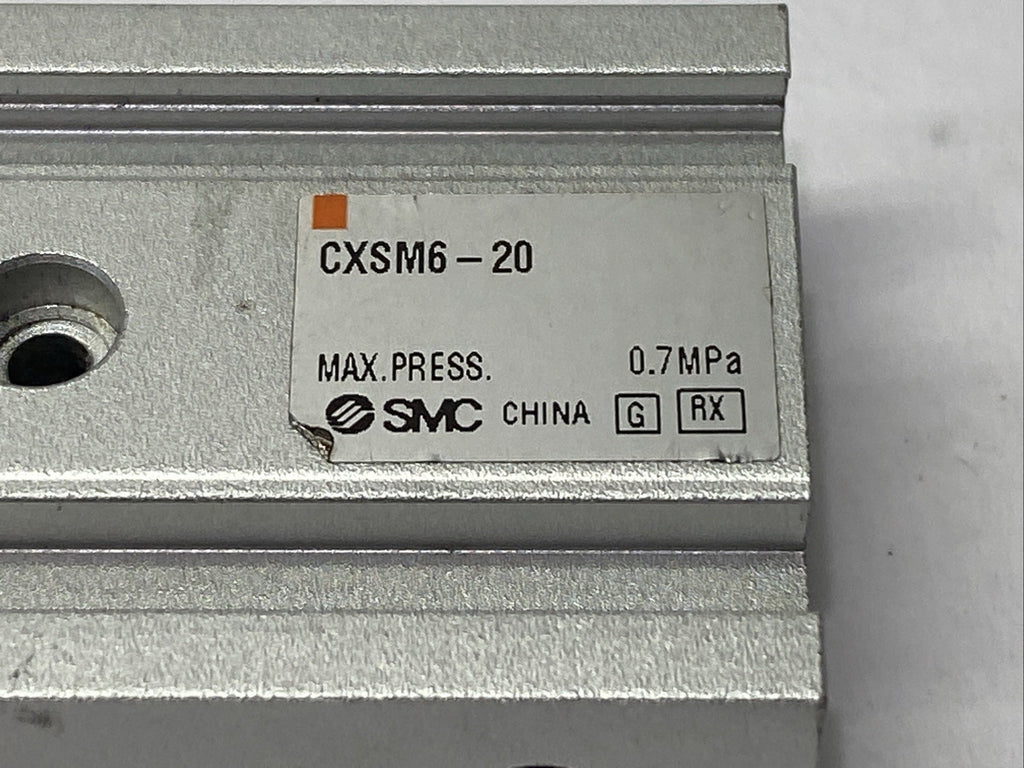 CXSM6-20
MAX.PRESS. 0.7MPa
SMC CHINA G RX